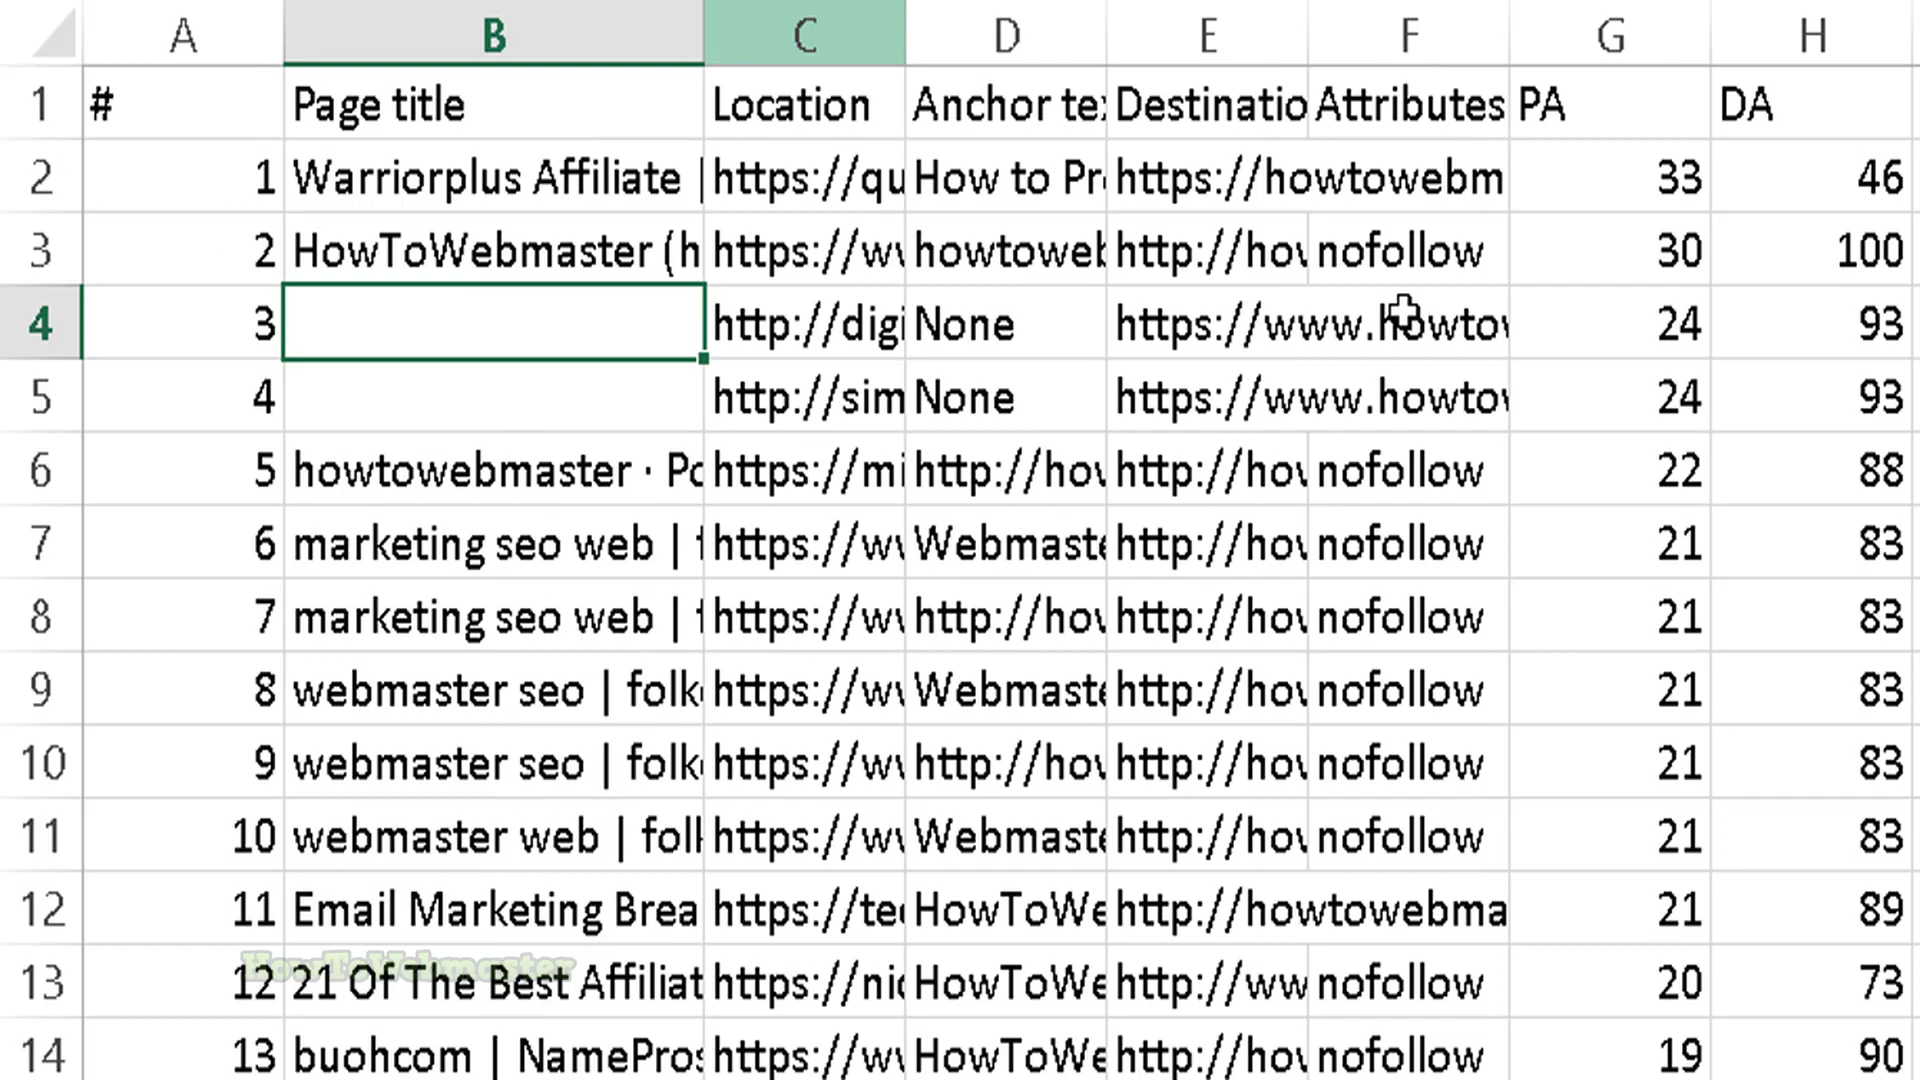 A B C D E F G H
1 # Page title Location Anchor te Destinatio Attributes PA DA
2 1 Warriorplus Affiliate | https://qu How to Pr https://howtowebm 33 46
3 2 HowToWebmaster (h https://w howtoweb http://ho nofollow 30 100
4 3 http://digi None https://www.howto 24 93
5 4 http://sim None https://www.howto 24 93
6 5 howtowebmaster · Po https://mi http://ho http://ho nofollow 22 88
7 6 marketing seo web | https://w Webmaste http://ho nofollow 21 83
8 7 marketing seo web | https://w http://ho http://ho nofollow 21 83
9 8 webmaster seo | folk https://w Webmaste http://ho nofollow 21 83
10 9 webmaster seo | folk https://w http://ho http://ho nofollow 21 83
11 10 webmaster web | foll https://w Webmaste http://ho nofollow 21 83
12 11 Email Marketing Brea https://te HowToWe http://howtowebma 21 89
HowToWebmaster
13 12 21 Of The Best Affiliat https://ni HowToWe http://ww nofollow 20 73
14 13 buohcom | NamePros https://w HowToWe http://ho nofollow 19 90